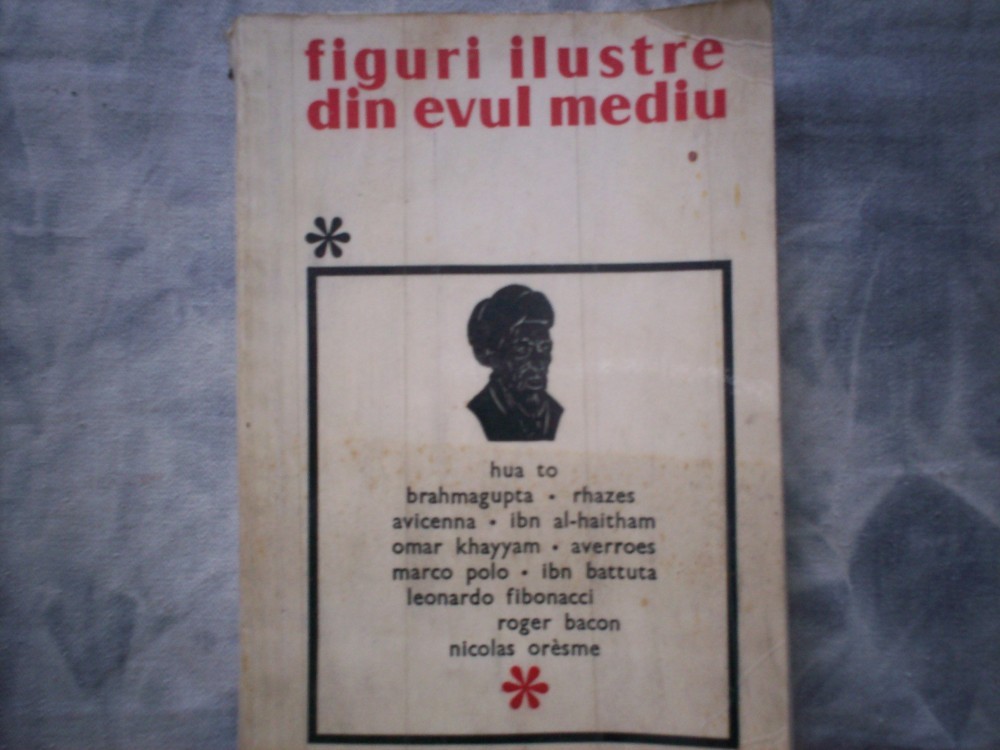 figuri ilustre
din evul mediu
hua to
brahmagupta • rhazes
avicenna • ibn al-haitham
omar khayyam • averroes
marco polo • ibn battuta
leonardo fibonacci
roger bacon
nicolas orèsme